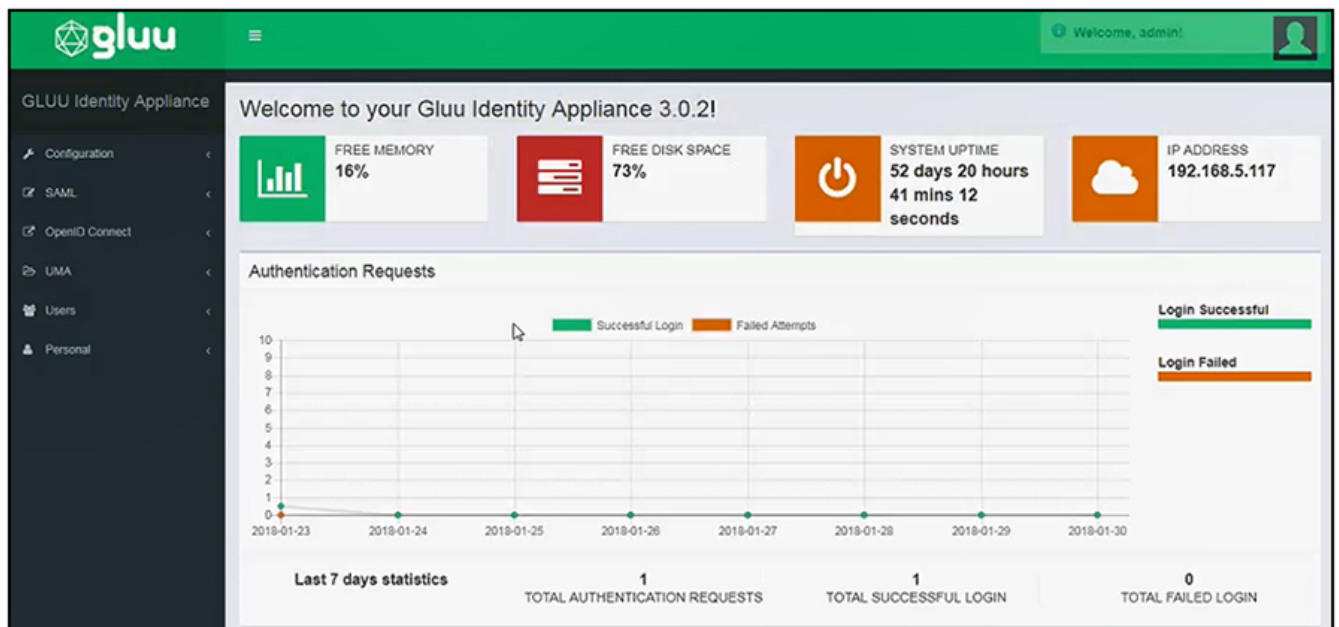 gluu
Welcome, admin!
GLUU Identity Appliance
Configuration
SAML
OpenID Connect
UMA
Users
Personal
Welcome to your Gluu Identity Appliance 3.0.2!
FREE MEMORY
16%
FREE DISK SPACE
73%
SYSTEM UPTIME
52 days 20 hours
41 mins 12
seconds
IP ADDRESS
192.168.5.117
Authentication Requests
Successful Login
Failed Attempts
Login Successful
Login Failed
10
9
8
7
6
5
4
3
2
1
0
2018-01-23
2018-01-24
2018-01-25
2018-01-26
2018-01-27
2018-01-28
2018-01-29
2018-01-30
Last 7 days statistics
1
TOTAL AUTHENTICATION REQUESTS
1
TOTAL SUCCESSFUL LOGIN
0
TOTAL FAILED LOGIN